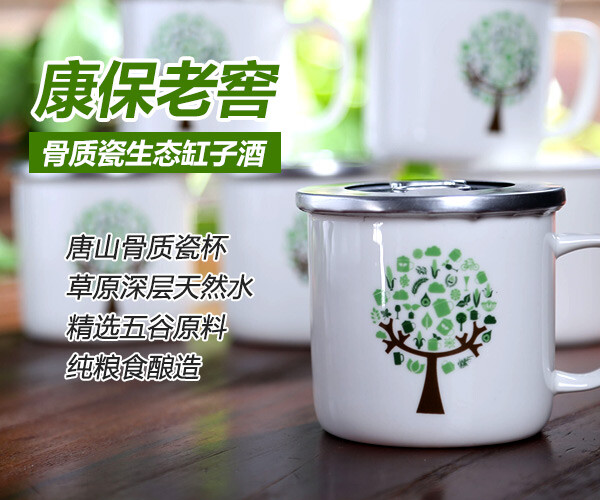 康保老窖
骨质瓷生态缸子酒
唐山骨质瓷杯
草原深层天然水
精选五谷原料
纯粮食酿造